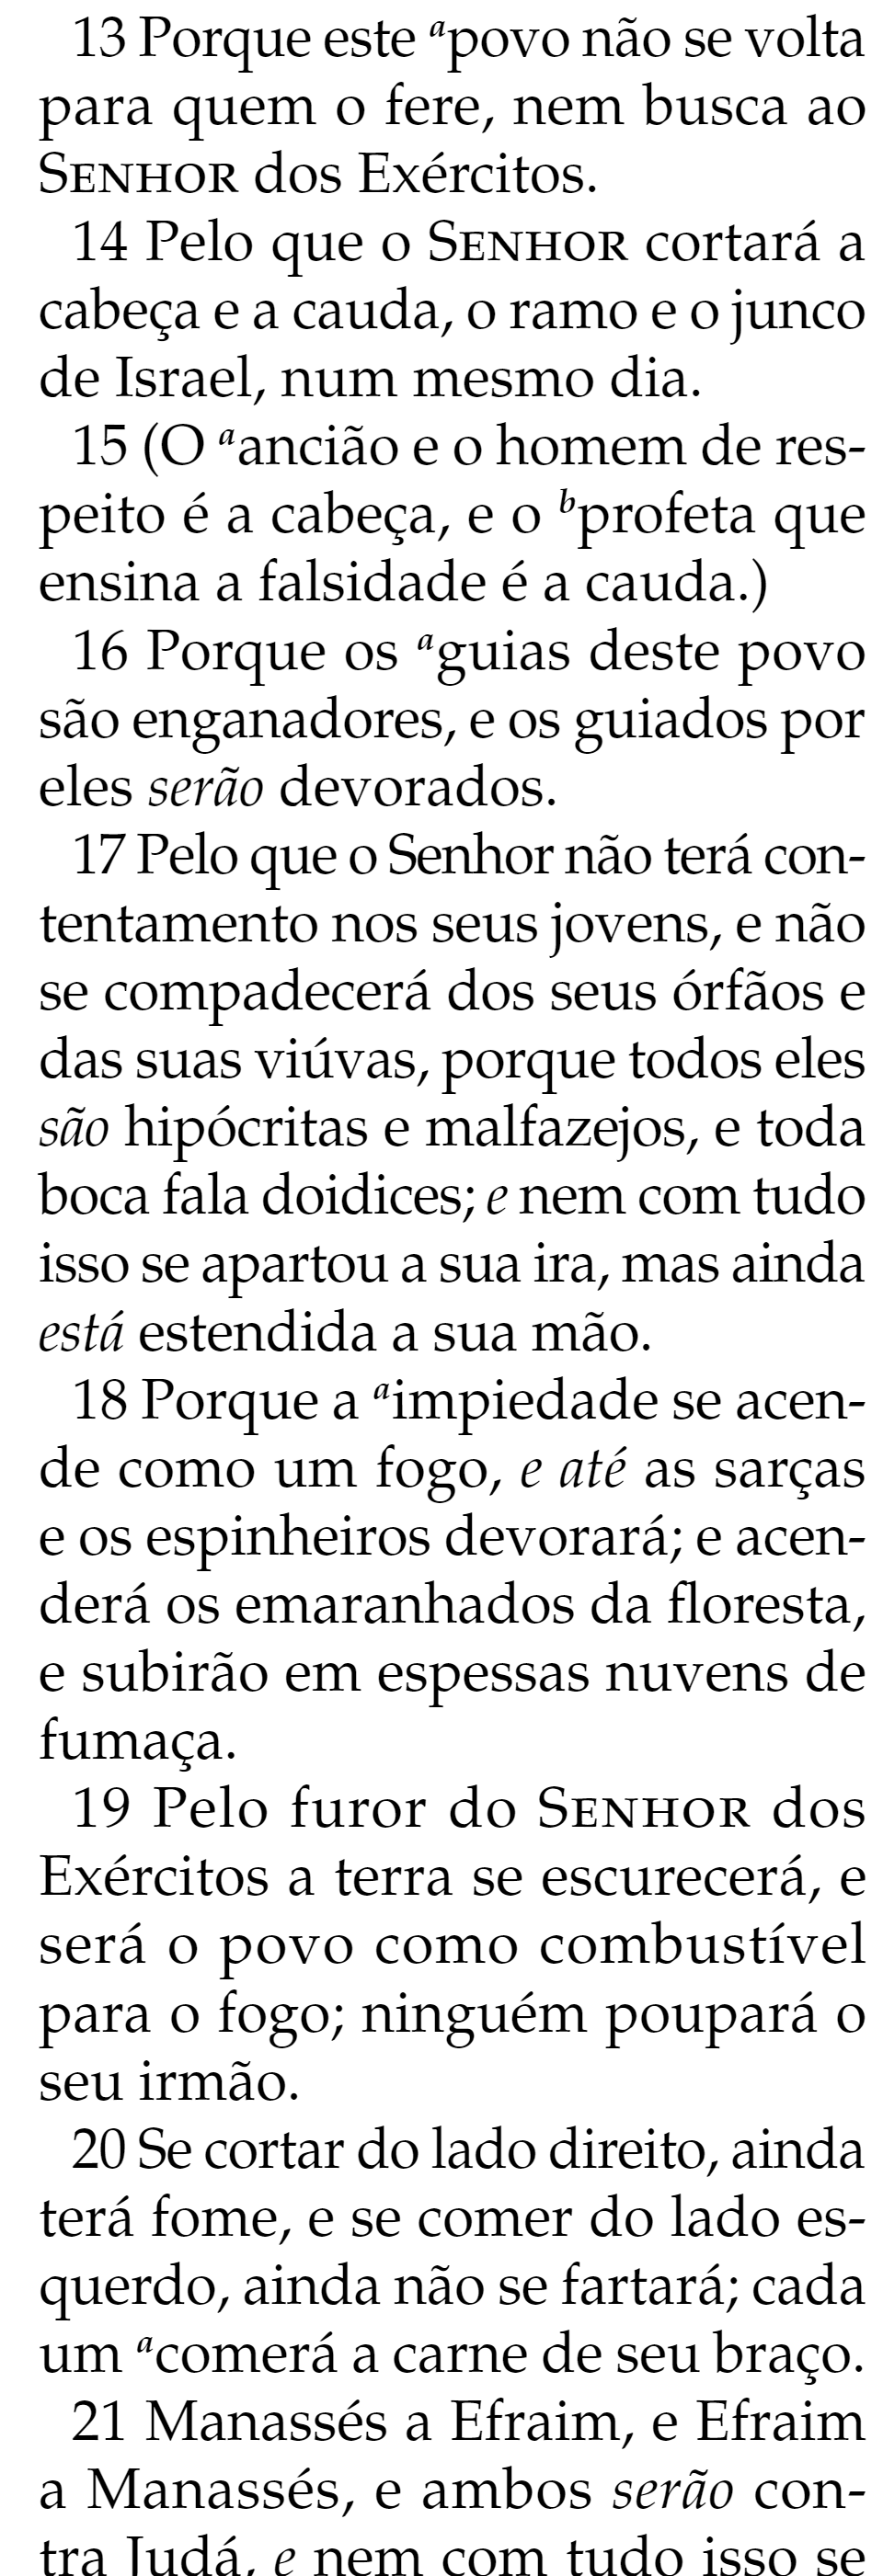 13 Porque este ᵃpovo não se volta
para quem o fere, nem busca ao
SENHOR dos Exércitos.
14 Pelo que o SENHOR cortará a
cabeça e a cauda, o ramo e o junco
de Israel, num mesmo dia.
15 (O ᵃancião e o homem de res-
peito é a cabeça, e o ᵇprofeta que
ensina a falsidade é a cauda.)
16 Porque os ᵃguias deste povo
são enganadores, e os guiados por
eles serão devorados.
17 Pelo que o Senhor não terá con-
tentamento nos seus jovens, e não
se compadecerá dos seus órfãos e
das suas viúvas, porque todos eles
são hipócritas e malfazejos, e toda
boca fala doidices; e nem com tudo
isso se apartou a sua ira, mas ainda
está estendida a sua mão.
18 Porque a ᵃimpiedade se acen-
de como um fogo, e até as sarças
e os espinheiros devorará; e acen-
derá os emaranhados da floresta,
e subirão em espessas nuvens de
fumaça.
19 Pelo furor do SENHOR dos
Exércitos a terra se escurecerá, e
será o povo como combustível
para o fogo; ninguém poupará o
seu irmão.
20 Se cortar do lado direito, ainda
terá fome, e se comer do lado es-
querdo, ainda não se fartará; cada
um ᵃcomerá a carne de seu braço.
21 Manassés a Efraim, e Efraim
a Manassés, e ambos serão con-
tra Judá, e nem com tudo isso se